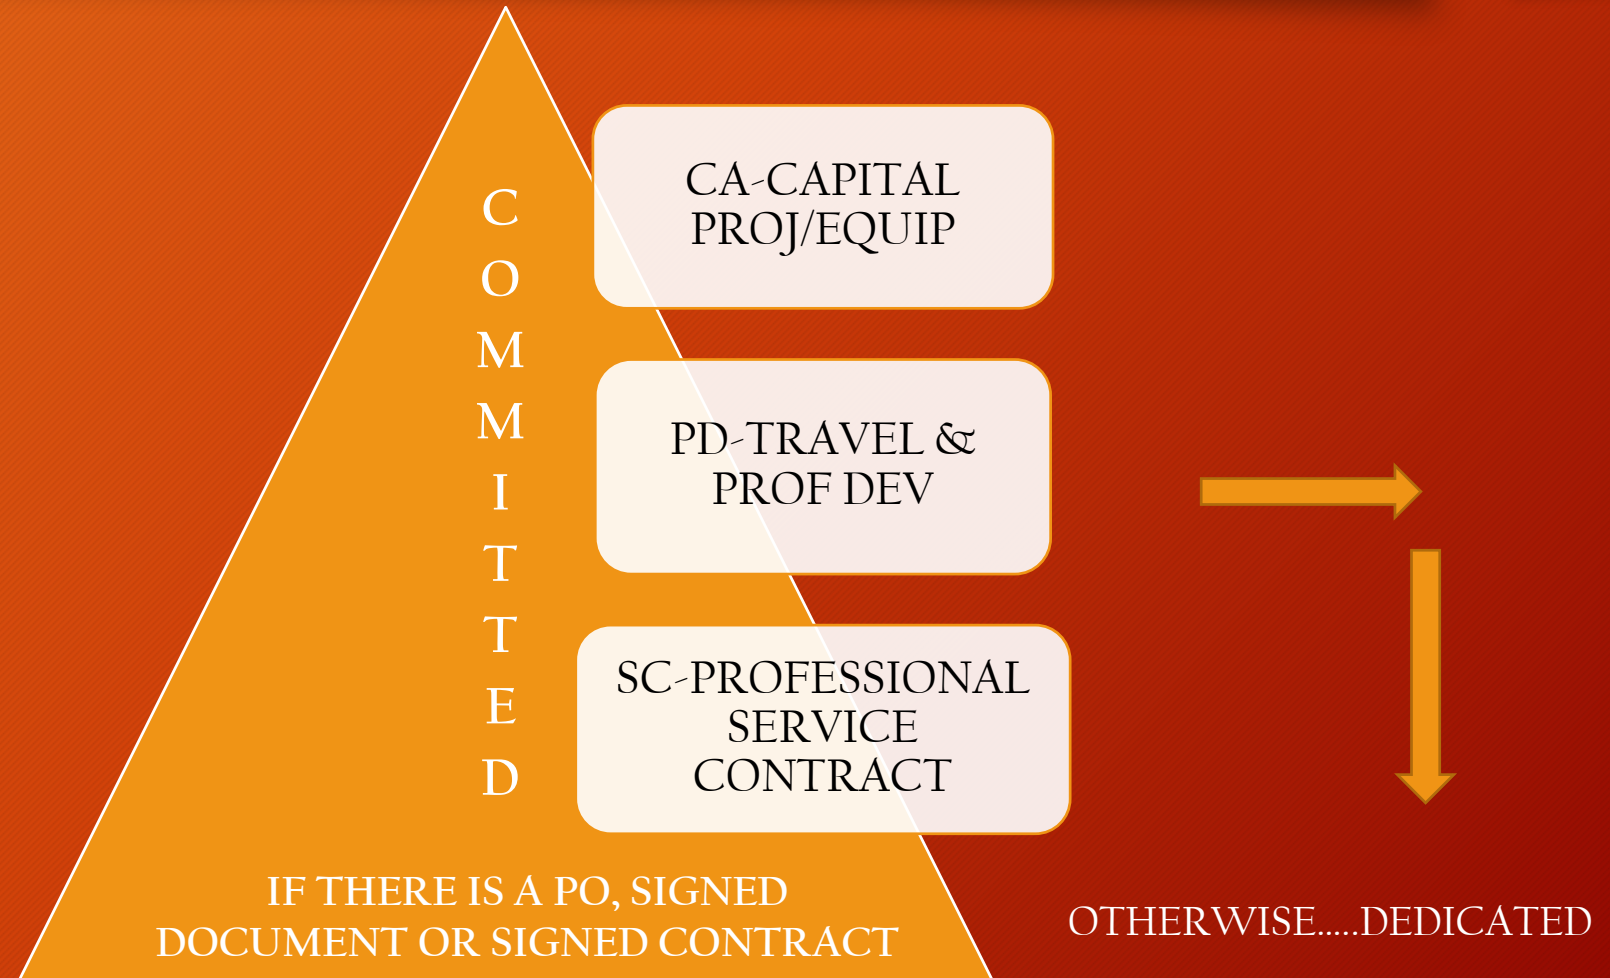 C
O
M
M
I
T
T
E
D
CA-CAPITAL
PROJ/EQUIP
PD-TRAVEL &
PROF DEV
SC-PROFESSIONAL
SERVICE
CONTRACT
IF THERE IS A PO, SIGNED
DOCUMENT OR SIGNED CONTRACT
OTHERWISE.....DEDICATED